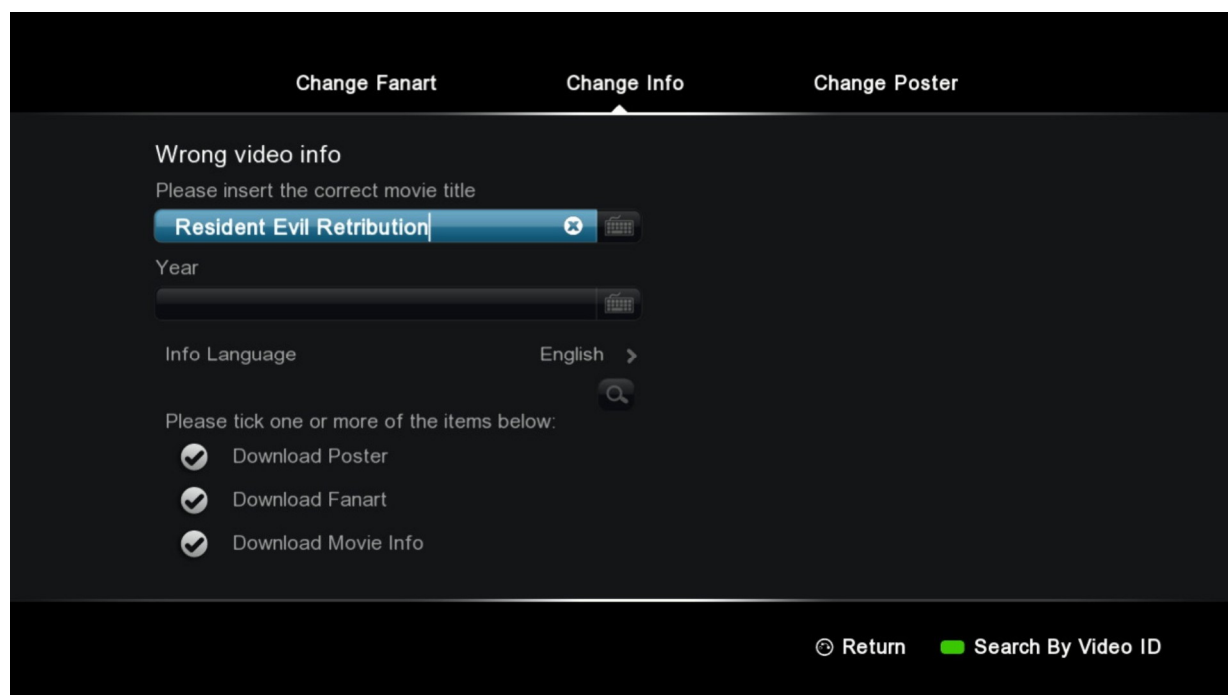 Change Fanart Change Info Change Poster
Wrong video info
Please insert the correct movie title
Resident Evil Retribution
Year
Info Language English
Please tick one or more of the items below:
Download Poster
Download Fanart
Download Movie Info
Return Search By Video ID